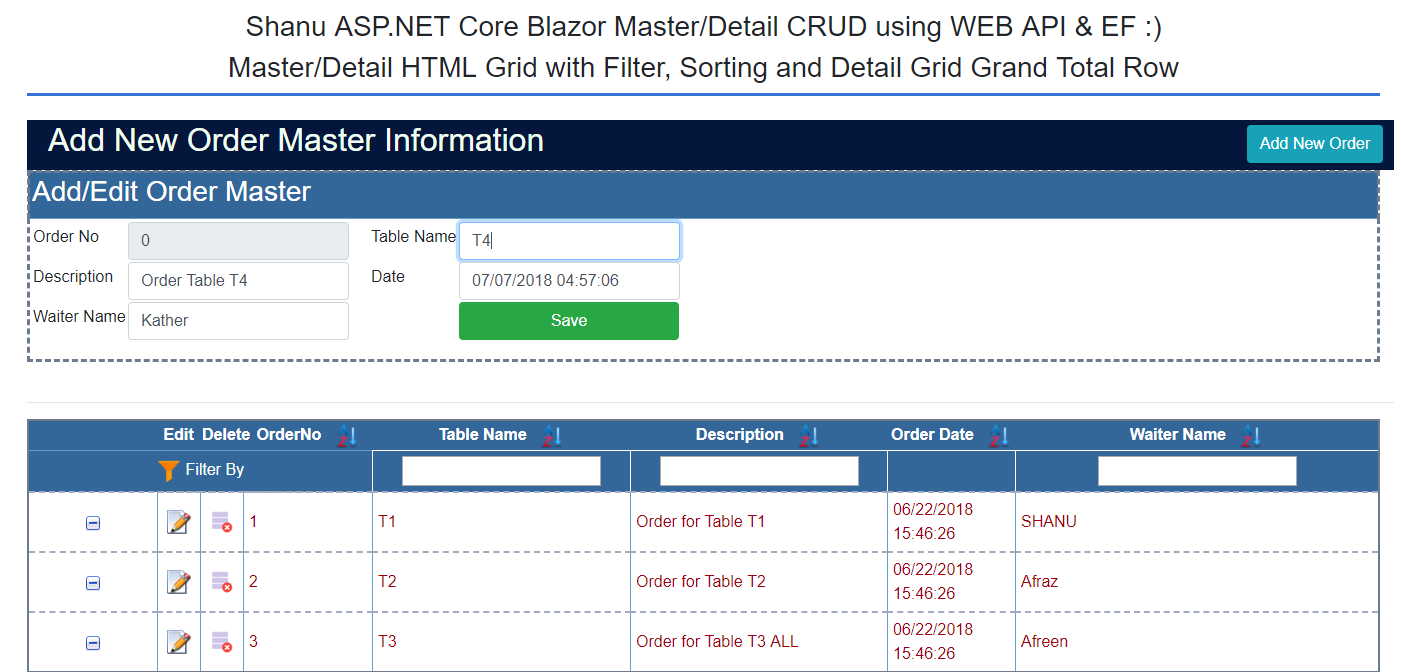 Shanu ASP.NET Core Blazor Master/Detail CRUD using WEB API & EF :)
Master/Detail HTML Grid with Filter, Sorting and Detail Grid Grand Total Row
Add New Order Master Information
Add New Order
Add/Edit Order Master
Order No 0 Table Name T4
Description Order Table T4 Date 07/07/2018 04:57:06
Waiter Name Kather Save
Edit Delete OrderNo Table Name Description Order Date Waiter Name
Filter By
1 T1 Order for Table T1 06/22/2018 15:46:26 SHANU
2 T2 Order for Table T2 06/22/2018 15:46:26 Afraz
3 T3 Order for Table T3 ALL 06/22/2018 15:46:26 Afreen